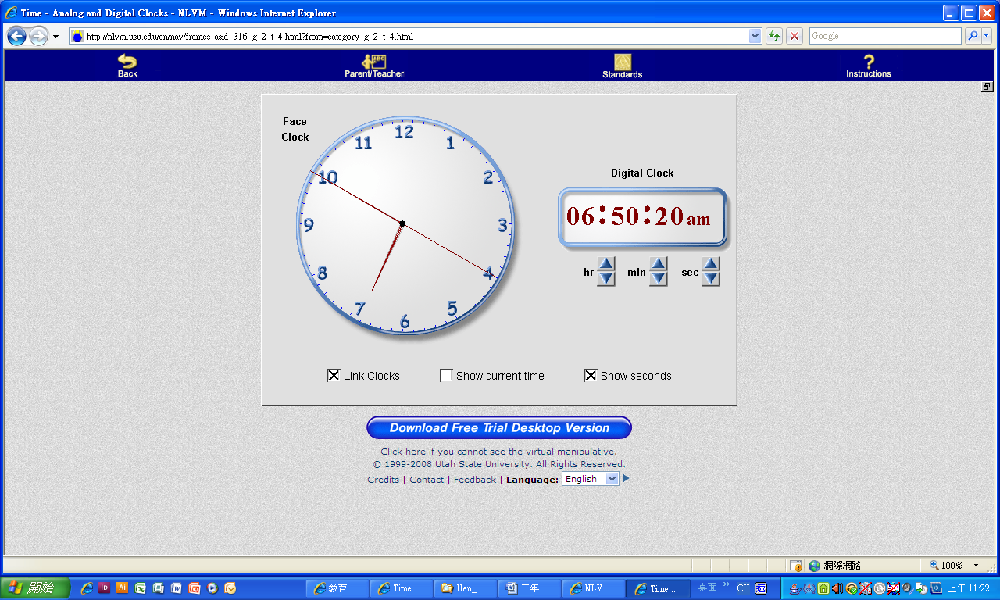 Time - Analog and Digital Clocks - NLVM - Windows Internet Explorer
http://nlvm.usu.edu/en/nav/frames_asid_316_g_2_t_4.html?from=category_g_2_t_4.html
Google
Back
Parent/Teacher
Standards
Instructions
Face
Clock
12
1
2
3
4
5
6
7
8
9
10
11
Digital Clock
06:50:20 am
hr
min
sec
Link Clocks
Show current time
Show seconds
Download Free Trial Desktop Version
Click here if you cannot see the virtual manipulative.
© 1999-2008 Utah State University. All Rights Reserved.
Credits | Contact | Feedback | Language: English
網際網路
100%
開始
教育...
Time ...
Hen_...
三年...
NLV...
Time ...
桌面
CH
上午 11:22